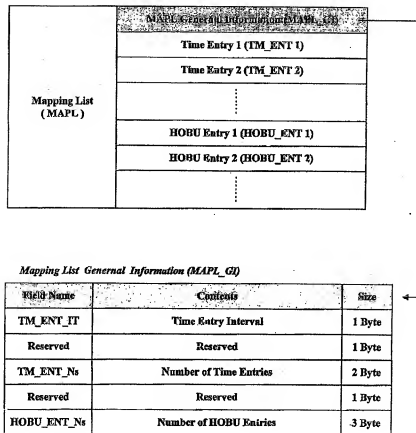 MAPL General Information (MAPL_GI)
Time Entry 1 (TM_ENT 1)
Time Entry 2 (TM_ENT 2)
Mapping List
( MAPL )
HOBU Entry 1 (HOBU_ENT 1)
HOBU Entry 2 (HOBU_ENT 2)
Mapping List Genernal Information (MAPL_GI)
Field Name Contents Size
TM_ENT_IT Time Entry Interval 1 Byte
Reserved Reserved 1 Byte
TM_ENT_Ns Number of Time Entries 2 Byte
Reserved Reserved 1 Byte
HOBU_ENT_Ns Number of HOBU Entries 3 Byte